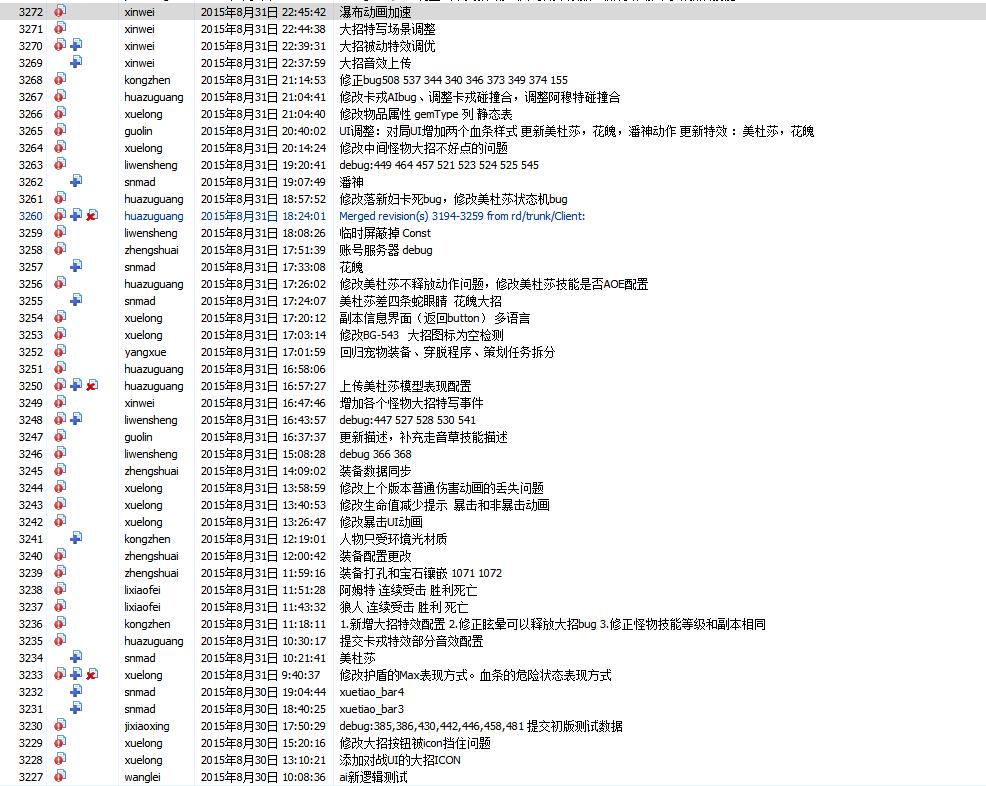 3272 xinwei 2015年8月31日 22:45:42 瀑布动画加速
3271 xinwei 2015年8月31日 22:44:38 大招特写场景调整
3270 xinwei 2015年8月31日 22:39:31 大招被动特效调优
3269 xinwei 2015年8月31日 22:37:59 大招音效上传
3268 kongzhen 2015年8月31日 21:14:53 修正bug508 537 344 340 346 373 349 374 155
3267 huazuguang 2015年8月31日 21:04:41 修改卡戎AIbug、调整卡戎碰撞合，调整阿穆特碰撞合
3266 xuelong 2015年8月31日 21:04:40 修改物品属性 gemType 列 静态表
3265 guolin 2015年8月31日 20:40:02 UI调整：对局UI增加两个血条样式 更新美杜莎，花魄，潘神动作 更新特效 ：美杜莎，花魄
3264 xuelong 2015年8月31日 20:14:24 修改中间怪物大招不好点的问题
3263 liwensheng 2015年8月31日 19:20:41 debug:449 464 457 521 523 524 525 545
3262 snmad 2015年8月31日 19:07:49 潘神
3261 huazuguang 2015年8月31日 18:57:52 修改落新妇卡死bug，修改美杜莎状态机bug
3260 huazuguang 2015年8月31日 18:24:01 Merged revision(s) 3194-3259 from rd/trunk/Client:
3259 liwensheng 2015年8月31日 18:08:26 临时屏蔽掉 Const
3258 zhengshuai 2015年8月31日 17:51:39 账号服务器 debug
3257 snmad 2015年8月31日 17:33:08 花魄
3256 huazuguang 2015年8月31日 17:26:02 修改美杜莎不释放动作问题，修改美杜莎技能是否AOE配置
3255 snmad 2015年8月31日 17:24:07 美杜莎差四条蛇眼睛 花魄大招
3254 xuelong 2015年8月31日 17:20:12 副本信息界面（返回button） 多语言
3253 xuelong 2015年8月31日 17:03:14 修改BG-543 大招图标为空检测
3252 yangxue 2015年8月31日 17:01:59 回归宠物装备、穿脱程序、策划任务拆分
3251 huazuguang 2015年8月31日 16:58:06
3250 huazuguang 2015年8月31日 16:57:27 上传美杜莎模型表现配置
3249 xinwei 2015年8月31日 16:47:46 增加各个怪物大招特写事件
3248 liwensheng 2015年8月31日 16:43:57 debug:447 527 528 530 541
3247 guolin 2015年8月31日 16:37:37 更新描述，补充走音草技能描述
3246 liwensheng 2015年8月31日 15:08:28 debug 366 368
3245 zhengshuai 2015年8月31日 14:09:02 装备数据同步
3244 xuelong 2015年8月31日 13:58:59 修改上个版本普通伤害动画的丢失问题
3243 xuelong 2015年8月31日 13:40:53 修改生命值减少提示 暴击和非暴击动画
3242 xuelong 2015年8月31日 13:26:47 修改暴击UI动画
3241 kongzhen 2015年8月31日 12:19:01 人物只受环境光材质
3240 zhengshuai 2015年8月31日 12:00:42 装备配置更改
3239 zhengshuai 2015年8月31日 11:59:16 装备打孔和宝石镶嵌 1071 1072
3238 lixiaofei 2015年8月31日 11:51:28 阿姆特 连续受击 胜利死亡
3237 lixiaofei 2015年8月31日 11:43:32 狼人 连续受击 胜利 死亡
3236 kongzhen 2015年8月31日 11:18:11 1.新增大招特效配置 2.修正眩晕可以释放大招bug 3.修正怪物技能等级和副本相同
3235 huazuguang 2015年8月31日 10:30:17 提交卡戎特效部分音效配置
3234 snmad 2015年8月31日 10:21:41 美杜莎
3233 xuelong 2015年8月31日 9:40:37 修改护盾的Max表现方式。血条的危险状态表现方式
3232 snmad 2015年8月30日 19:04:44 xuetiao_bar4
3231 snmad 2015年8月30日 18:40:25 xuetiao_bar3
3230 jixiaoxing 2015年8月30日 17:50:29 debug:385,386,430,442,446,458,481 提交初版测试数据
3229 xuelong 2015年8月30日 15:20:16 修改大招按钮被icon挡住问题
3228 xuelong 2015年8月30日 13:10:21 添加对战UI的大招ICON
3227 wanglei 2015年8月30日 10:08:36 ai新逻辑测试